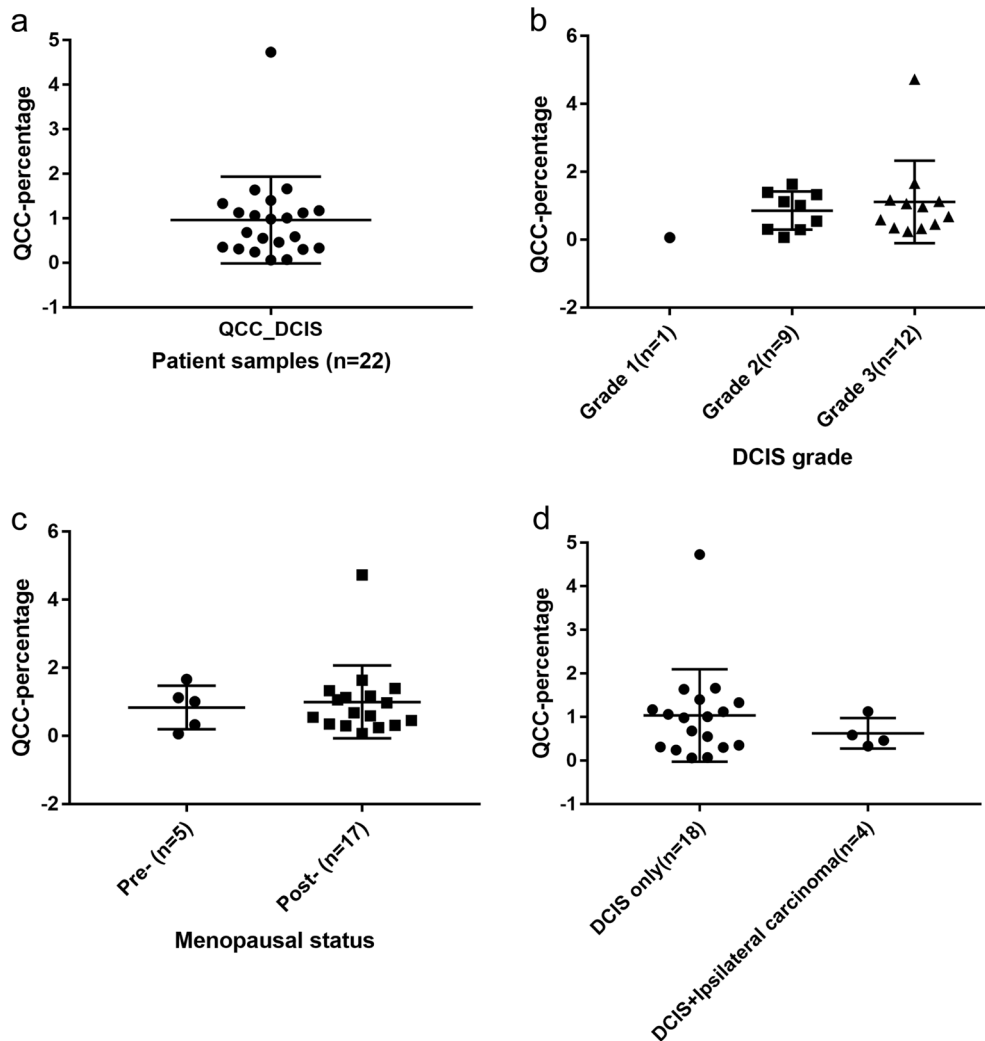 a
5
4
3
2
1
0
-1
QCC-percentage
QCC_DCIS
Patient samples (n=22)
b
6
4
2
0
-2
QCC-percentage
Grade 1(n=1)
Grade 2(n=9)
Grade 3(n=12)
DCIS grade
c
6
4
2
0
-2
QCC-percentage
Pre- (n=5)
Post- (n=17)
Menopausal status
d
5
4
3
2
1
0
-1
QCC-percentage
DCIS only(n=18)
DCIS+Ipsilateral carcinoma(n=4)